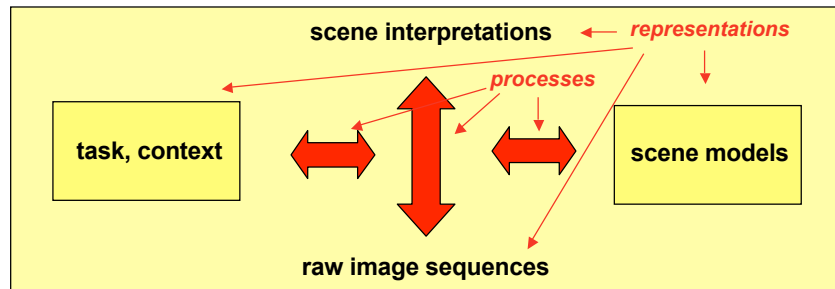 scene interpretations
representations
processes
task, context
scene models
raw image sequences